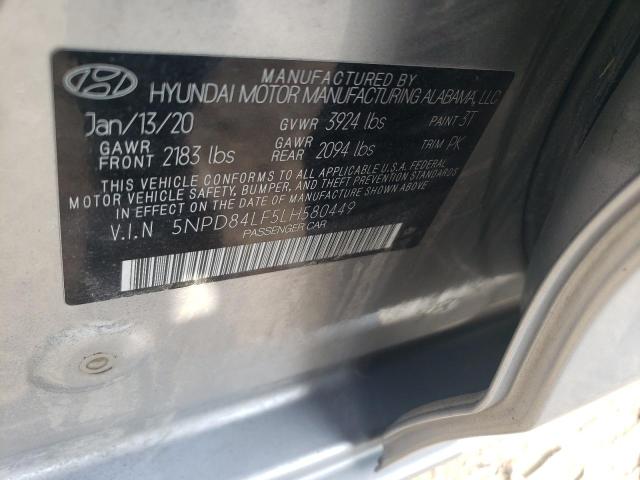 MANUFACTURED BY
HYUNDAI MOTOR MANUFACTURING ALABAMA, LLC
Jan/13/20 GVWR 3924 lbs PAINT 3T
GAWR FRONT 2183 lbs GAWR REAR 2094 lbs TRIM PK
THIS VEHICLE CONFORMS TO ALL APPLICABLE U.S.A. FEDERAL
MOTOR VEHICLE SAFETY, BUMPER, AND THEFT PREVENTION
STANDARDS IN EFFECT ON THE DATE OF MANUFACTURE SHOWN ABOVE.
V.I.N 5NPD84LF5LH580449
PASSENGER CAR